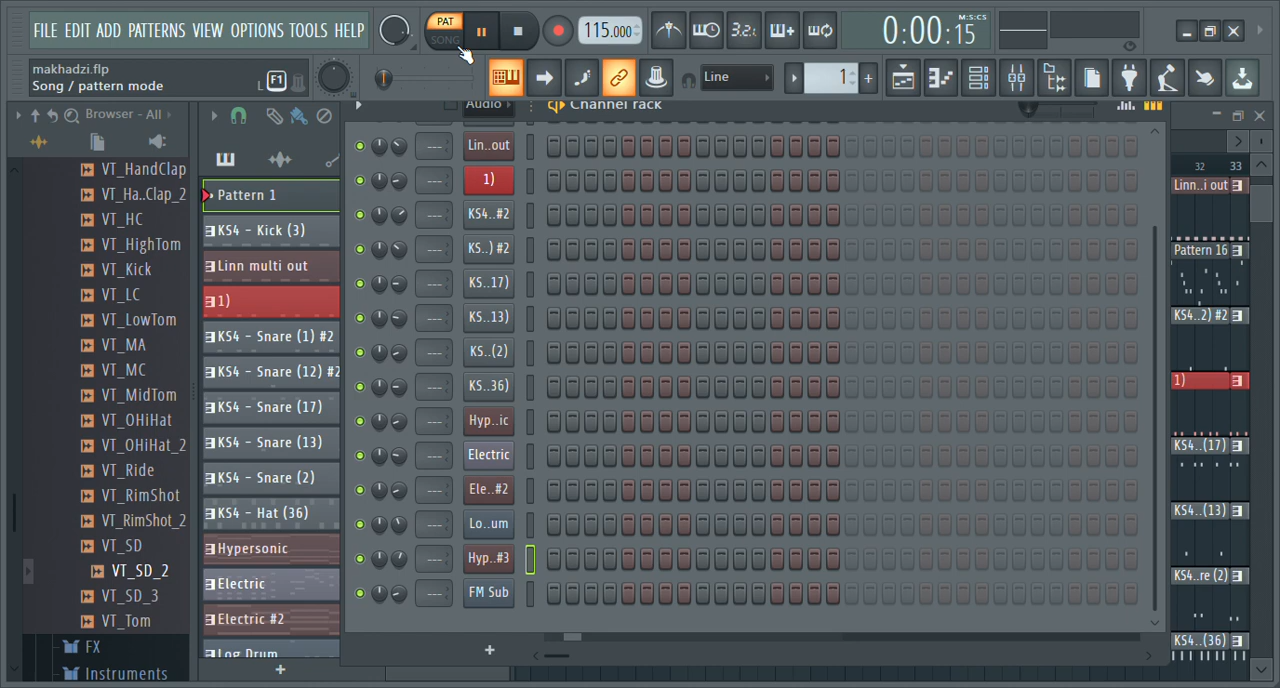 FILE EDIT ADD PATTERNS VIEW OPTIONS TOOLS HELP
PAT
SONG
115.000
3.2.
M:S:CS
0:00:15
makhadzi.flp
Song / pattern mode
F1
Line
1
Browser - All
Audio
Channel rack
VT_HandClap
VT_Ha..Clap_2
VT_HC
VT_HighTom
VT_Kick
VT_LC
VT_LowTom
VT_MA
VT_MC
VT_MidTom
VT_OHiHat
VT_OHiHat_2
VT_Ride
VT_RimShot
VT_RimShot_2
VT_SD
VT_SD_2
VT_SD_3
VT_Tom
FX
Instruments
Pattern 1
KS4 - Kick (3)
Linn multi out
1)
KS4 - Snare (1) #2
KS4 - Snare (12) #2
KS4 - Snare (17)
KS4 - Snare (13)
KS4 - Snare (2)
KS4 - Hat (36)
Hypersonic
Electric
Electric #2
Log Drum
+
Lin..out
1)
KS4..#2
KS..) #2
KS..17)
KS..13)
KS..(2)
KS..36)
Hyp..ic
Electric
Ele..#2
Lo..um
Hyp..#3
FM Sub
+
32 33
Linn..i out
Pattern 16
KS4..2) #2
1)
KS4..(17)
KS4..(13)
KS4..re (2)
KS4..(36)